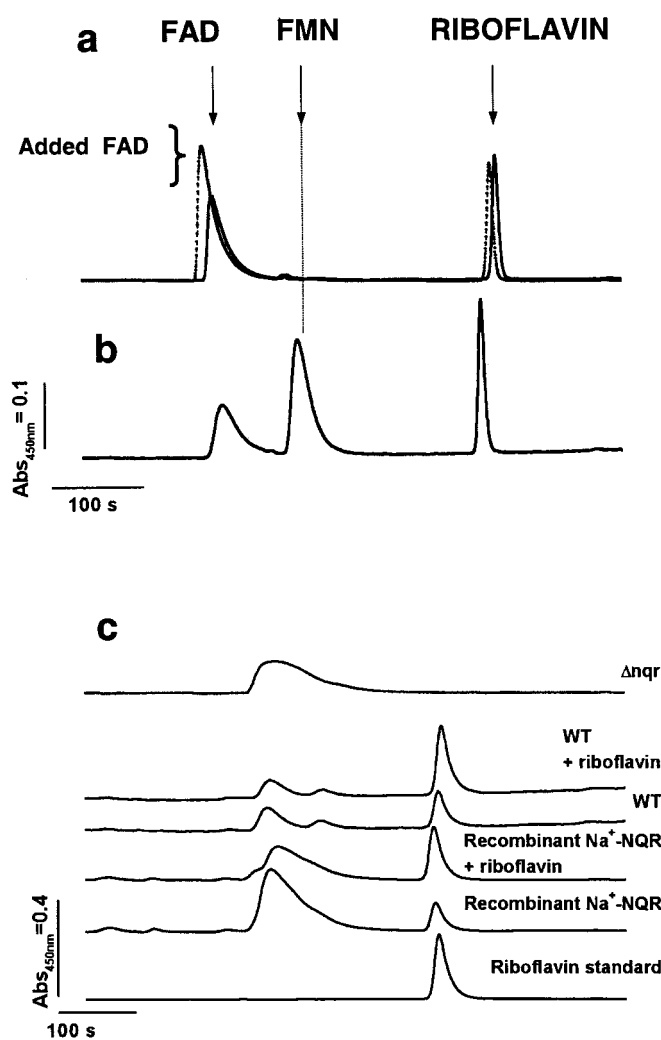 a
FAD FMN RIBOFLAVIN
Added FAD }
b
Abs450nm= 0.1
100 s
c
Δnqr
WT
+ riboflavin
WT
Recombinant Na+-NQR
+ riboflavin
Recombinant Na+-NQR
Riboflavin standard
Abs450nm=0.4
100 s